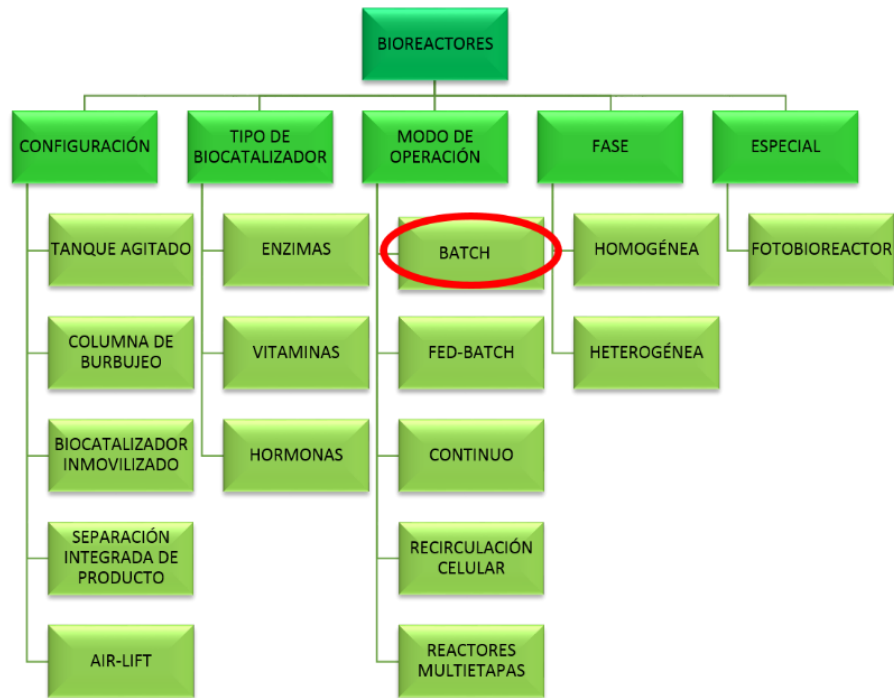 BIOREACTORES
CONFIGURACIÓN
TIPO DE
BIOCATALIZADOR
MODO DE
OPERACIÓN
FASE
ESPECIAL
TANQUE AGITADO
ENZIMAS
BATCH
HOMOGÉNEA
FOTOBIOREACTOR
COLUMNA DE
BURBUJEO
VITAMINAS
FED-BATCH
HETEROGÉNEA
BIOCATALIZADOR
INMOVILIZADO
HORMONAS
CONTINUO
SEPARACIÓN
INTEGRADA DE
PRODUCTO
RECIRCULACIÓN
CELULAR
AIR-LIFT
REACTORES
MULTIETAPAS